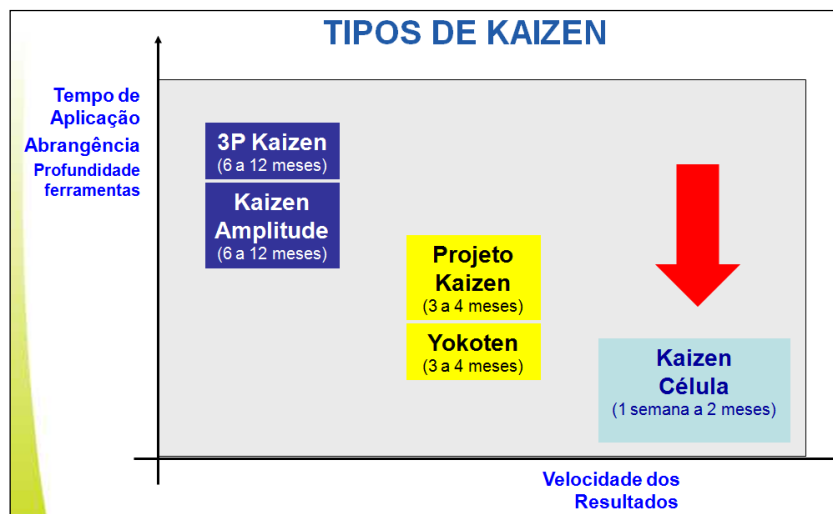 TIPOS DE KAIZEN
Tempo de
Aplicação
Abrangência
Profundidade
ferramentas
3P Kaizen
(6 a 12 meses)
Kaizen
Amplitude
(6 a 12 meses)
Projeto
Kaizen
(3 a 4 meses)
Yokoten
(3 a 4 meses)
Kaizen
Célula
(1 semana a 2 meses)
Velocidade dos
Resultados